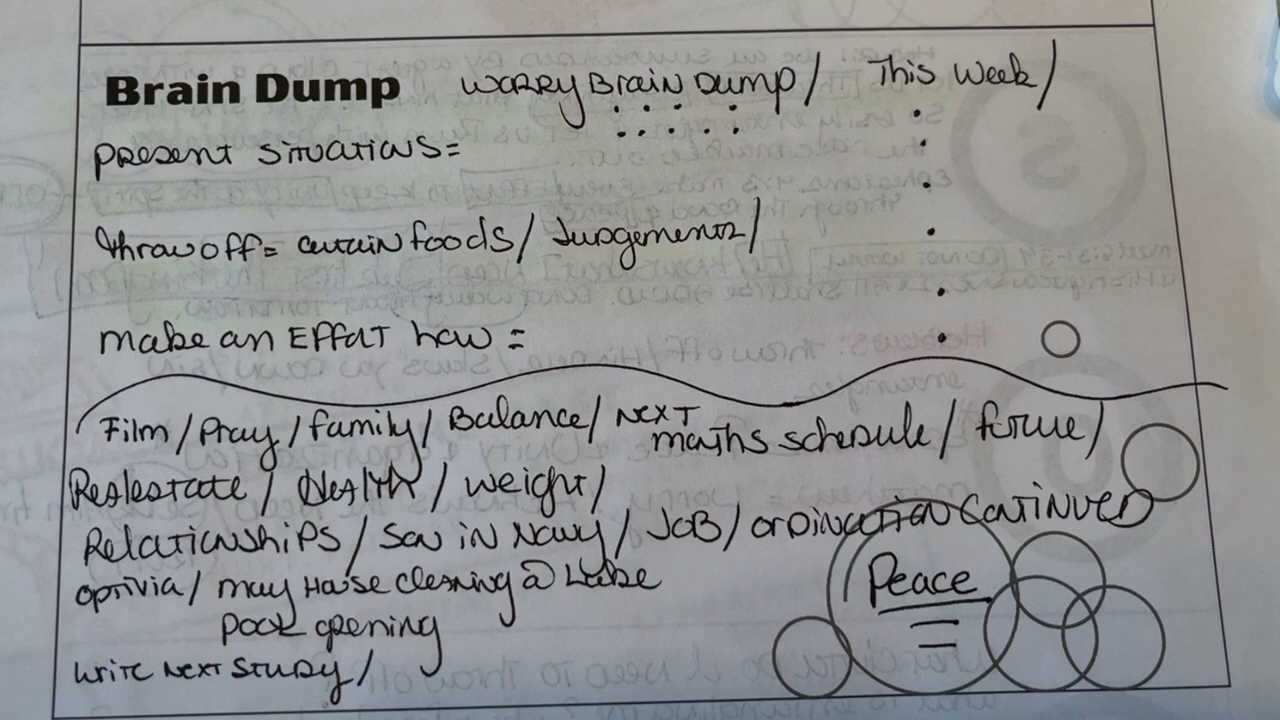 Brain Dump WORRY BRAIN DUMP / This Week /
PRESENT SITUATIONS =
throw off = certain foods / Judgements /
make an EFFORT how =
Film / Pray / family / Balance / NEXT
maths schedule / forme /
Realestate / Health / weight /
Relationships / Son in Navy / JOB / ordination CONTINUED
optivia / may House cleaning @ Lake
Peace
pool opening
write NEXT STUDY /